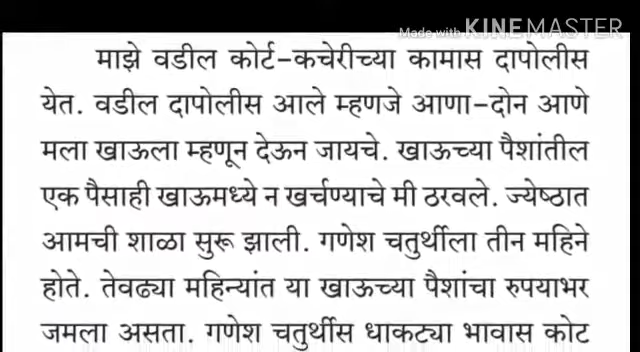 Made with KINEMASTER
माझे वडील कोर्ट-कचेरीच्या कामास दापोलीस
येत. वडील दापोलीस आले म्हणजे आणा-दोन आणे
मला खाऊला म्हणून देऊन जायचे. खाऊच्या पैशांतील
एक पैसाही खाऊमध्ये न खर्चण्याचे मी ठरवले. ज्येष्ठात
आमची शाळा सुरू झाली. गणेश चतुर्थीला तीन महिने
होते. तेवढ्या महिन्यांत या खाऊच्या पैशांचा रुपयाभर
जमला असता. गणेश चतुर्थीस धाकट्या भावास कोट